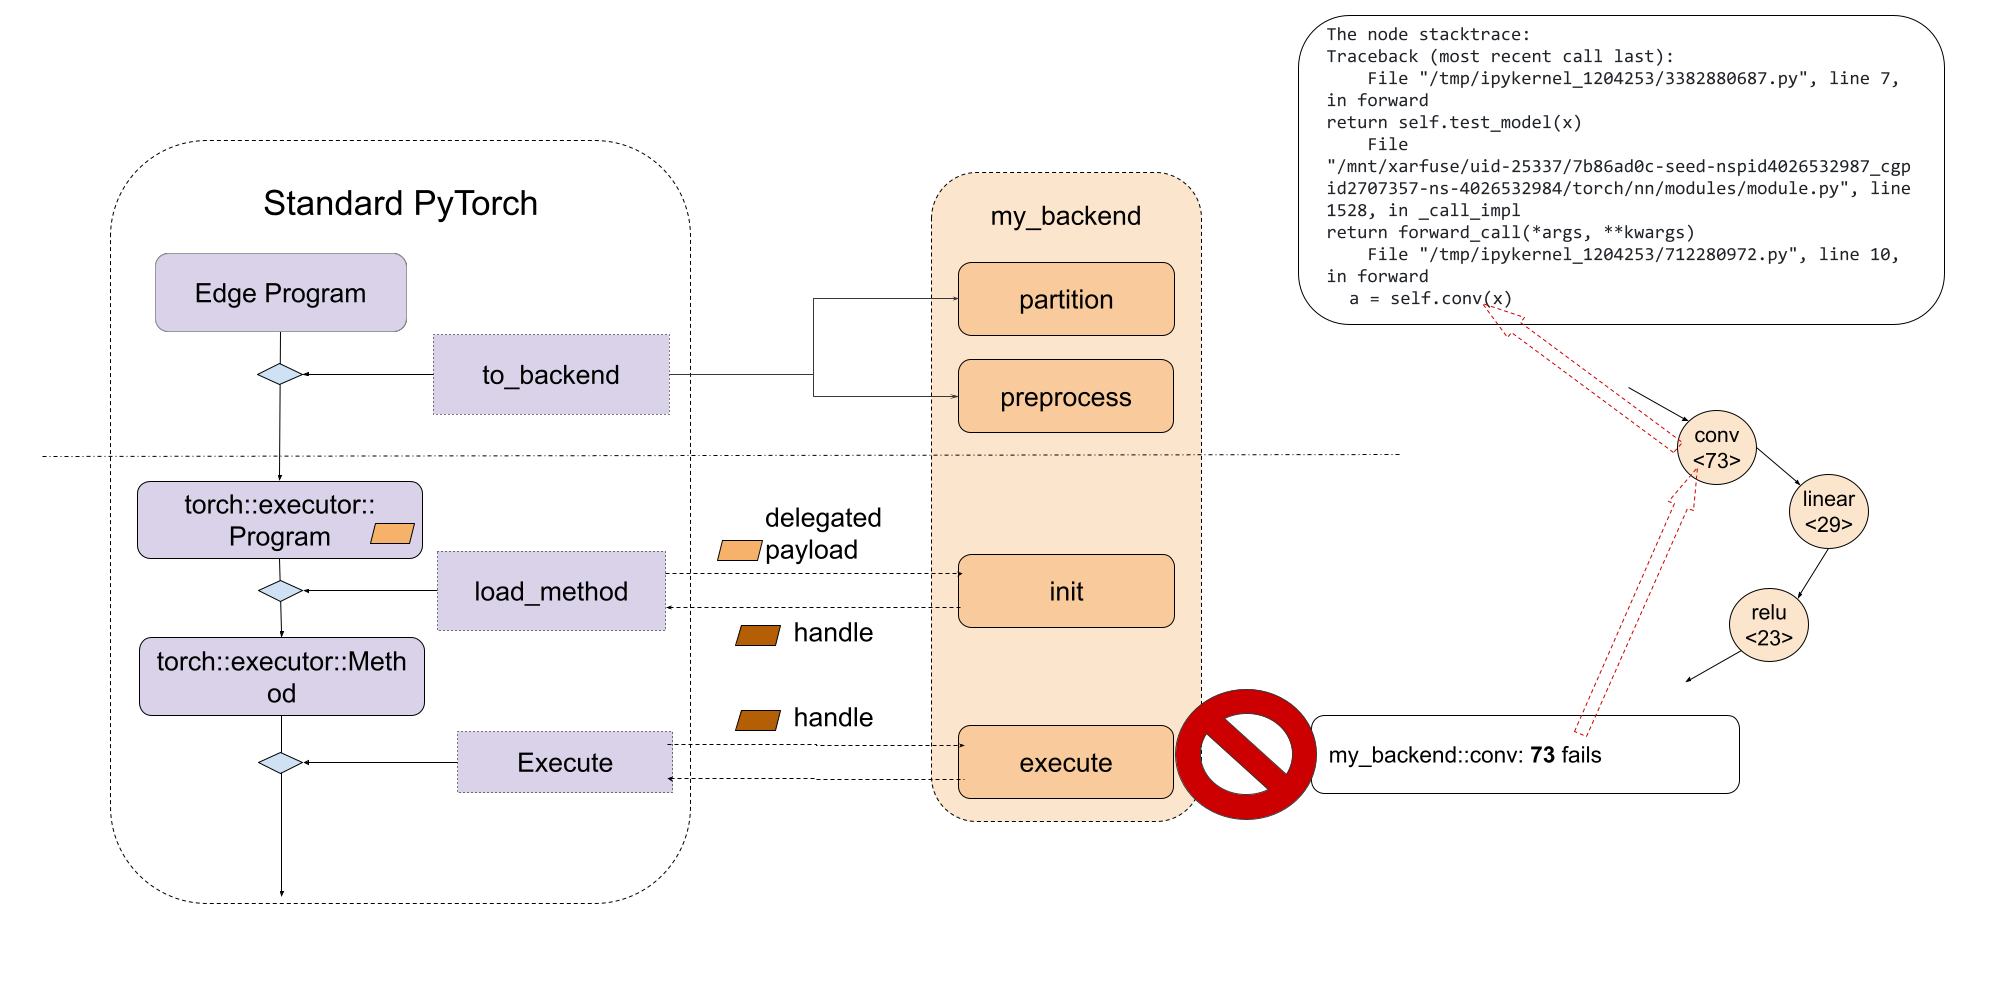 The node stacktrace:
Traceback (most recent call last):
File "/tmp/ipykernel_1204253/3382880687.py", line 7,
in forward
return self.test_model(x)
File
"/mnt/xarfuse/uid-25337/7b86ad0c-seed-nspid4026532987_cgp
id2707357-ns-4026532984/torch/nn/modules/module.py", line
1528, in _call_impl
return forward_call(*args, **kwargs)
File "/tmp/ipykernel_1204253/712280972.py", line 10,
in forward
a = self.conv(x)
Standard PyTorch
Edge Program
to_backend
torch::executor::
Program
load_method
torch::executor::Meth
od
Execute
delegated
payload
handle
handle
my_backend
partition
preprocess
init
execute
conv
<73>
linear
<29>
relu
<23>
my_backend::conv: 73 fails